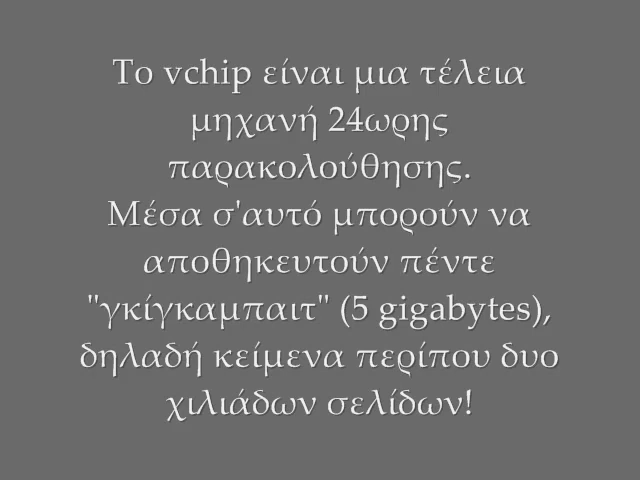 Το vchip είναι μια τέλεια
μηχανή 24ωρης
παρακολούθησης.
Μέσα σ'αυτό μπορούν να
αποθηκευτούν πέντε
"γκίγκαμπαιτ" (5 gigabytes),
δηλαδή κείμενα περίπου δυο
χιλιάδων σελίδων!